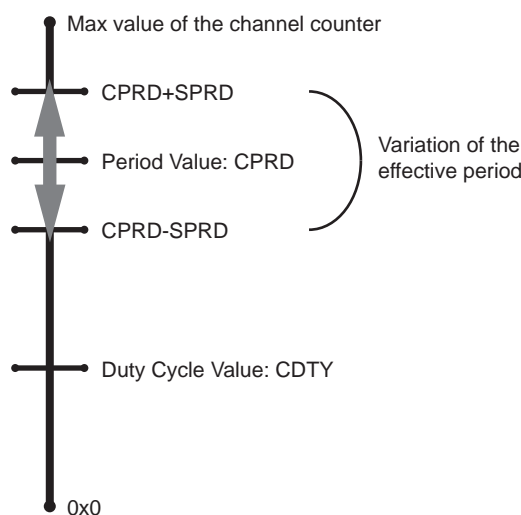 Max value of the channel counter
CPRD+SPRD
Variation of the
effective period
Period Value: CPRD
CPRD-SPRD
Duty Cycle Value: CDTY
0x0